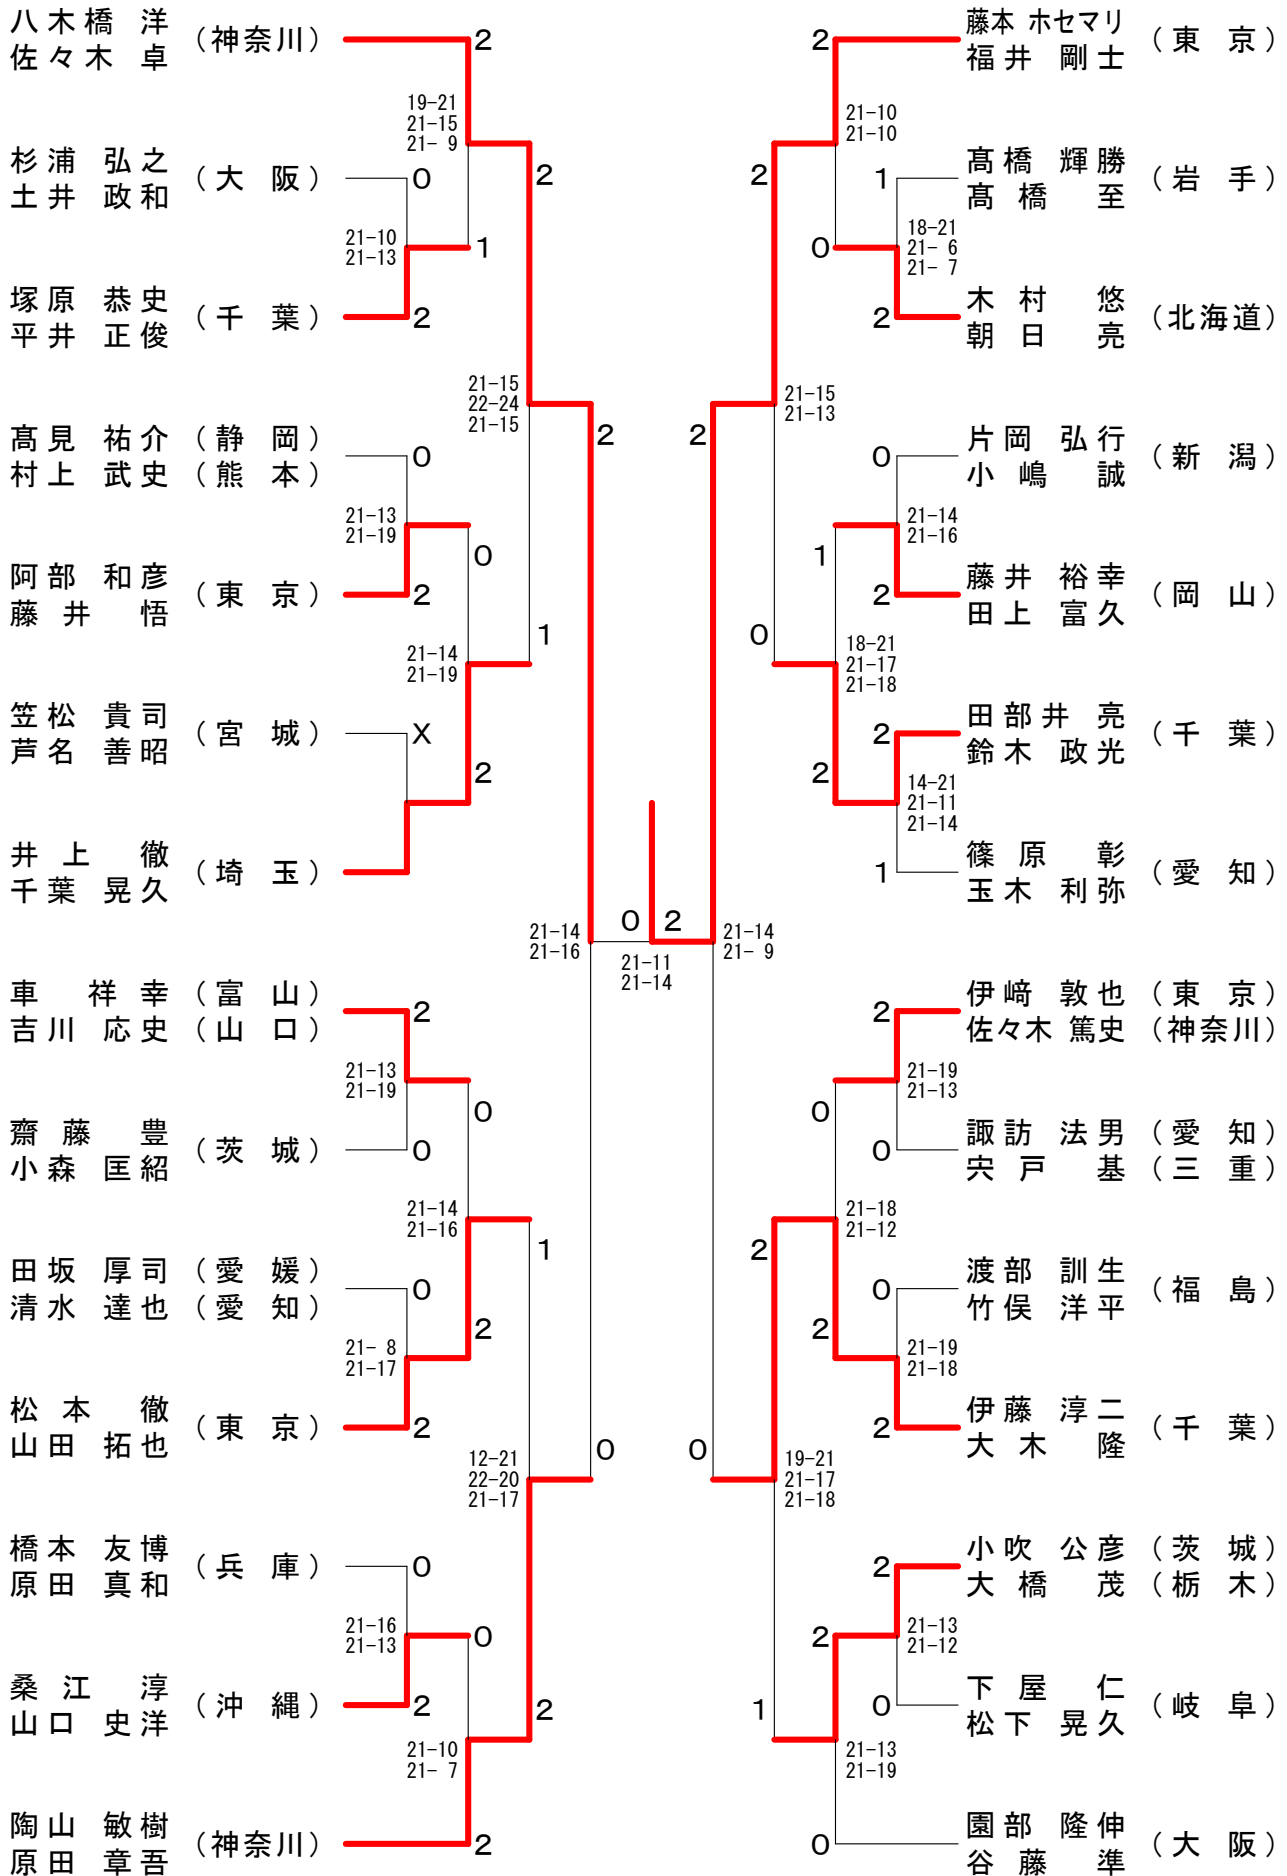 八木橋 洋
佐々木 卓
(神奈川)
2
19-21
21-15
21- 9
杉浦 弘之
土井 政和
(大 阪)
0
2
21-10
21-13
1
塚原 恭史
平井 正俊
(千 葉)
2
21-15
22-24
21-15
2
髙見 祐介 (静 岡)
村上 武史 (熊 本)
0
21-13
21-19
0
阿部 和彦
藤井 悟
(東 京)
2
1
21-14
21-19
笠松 貴司
芦名 善昭
(宮 城)
X
2
井上 徹
千葉 晃久
(埼 玉)
21-14
21-16
0 2
21-11
21-14
車 祥幸 (富 山)
吉川 応史 (山 口)
2
21-13
21-19
0
齋藤 豊
小森 匡紹
(茨 城)
0
21-14
21-16
1
田坂 厚司 (愛 媛)
清水 達也 (愛 知)
0
2
21- 8
21-17
松本 徹
山田 拓也
(東 京)
2
12-21
22-20
21-17
0
橋本 友博
原田 真和
(兵 庫)
0
21-16
21-13
0
桑江 淳
山口 史洋
(沖 縄)
2
2
21-10
21- 7
陶山 敏樹
原田 章吾
(神奈川)
2
2
藤本 ホセマリ
福井 剛士
(東 京)
21-10
21-10
2
1
髙橋 輝勝
髙橋 至
(岩 手)
18-21
21- 6
21- 7
0
2
木村 悠
朝日 亮
(北海道)
21-15
21-13
2
0
片岡 弘行
小嶋 誠
(新 潟)
21-14
21-16
1
2
藤井 裕幸
田上 富久
(岡 山)
0
18-21
21-17
21-18
2
田部井 亮
鈴木 政光
(千 葉)
2
14-21
21-11
21-14
1
篠原 彰
玉木 利弥
(愛 知)
21-14
21- 9
2
伊﨑 敦也 (東 京)
佐々木 篤史 (神奈川)
21-19
21-13
0
0
諏訪 法男 (愛 知)
宍戸 基 (三 重)
21-18
21-12
2
0
渡部 訓生
竹俣 洋平
(福 島)
2
21-19
21-18
2
伊藤 淳二
大木 隆
(千 葉)
0
19-21
21-17
21-18
2
小吹 公彦 (茨 城)
大橋 茂 (栃 木)
21-13
21-12
2
0
下屋 仁
松下 晃久
(岐 阜)
1
21-13
21-19
0
園部 隆伸
谷藤 準
(大 阪)